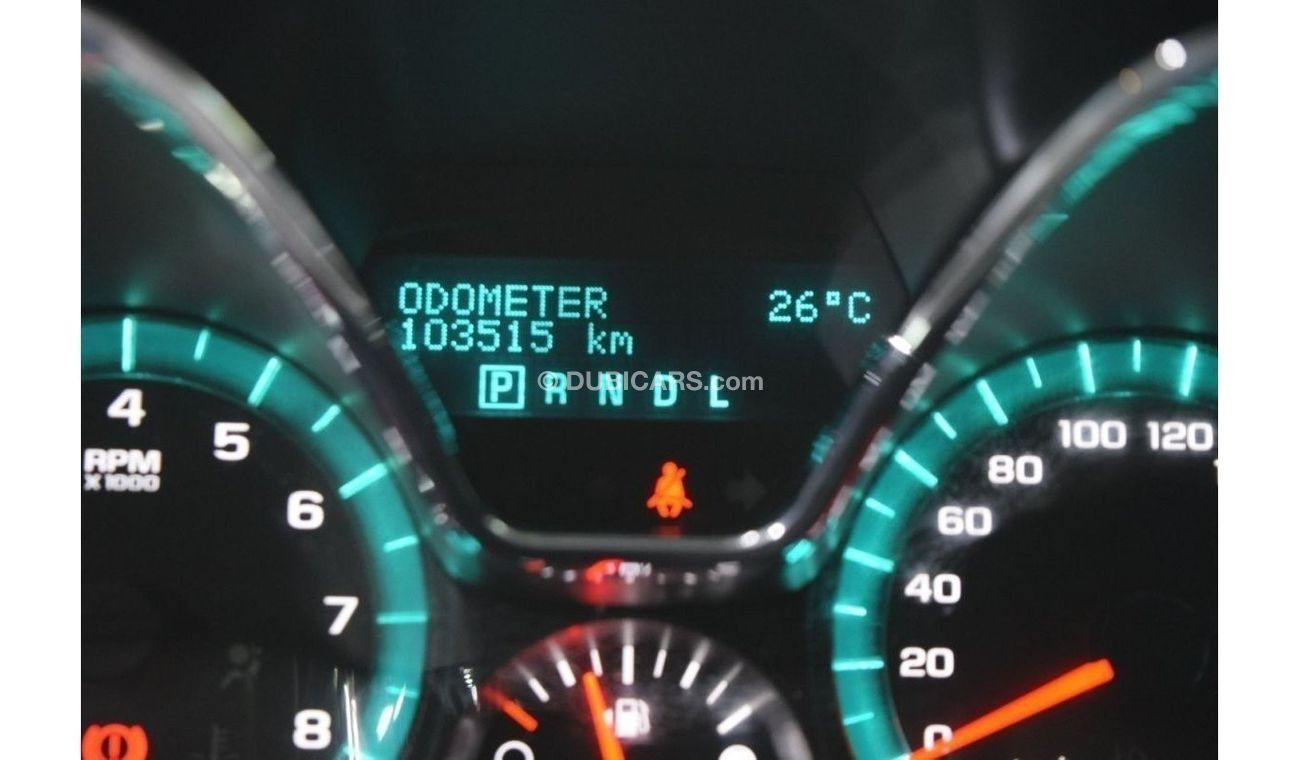 ODOMETER 26°C
103515 km
P R N D L
© DUBICARS.com
4 5 6 7 8
RPM
X 1000
0 20 40 60 80 100 120